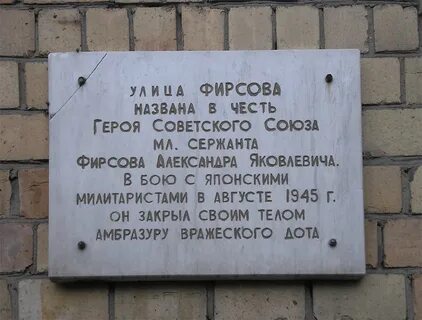 УЛИЦА ФИРСОВА
НАЗВАНА В ЧЕСТЬ
ГЕРОЯ СОВЕТСКОГО СОЮЗА
МЛ. СЕРЖАНТА
ФИРСОВА АЛЕКСАНДРА ЯКОВЛЕВИЧА.
В БОЮ С ЯПОНСКИМИ
МИЛИТАРИСТАМИ В АВГУСТЕ 1945 Г.
ОН ЗАКРЫЛ СВОИМ ТЕЛОМ
АМБРАЗУРУ ВРАЖЕСКОГО ДОТА